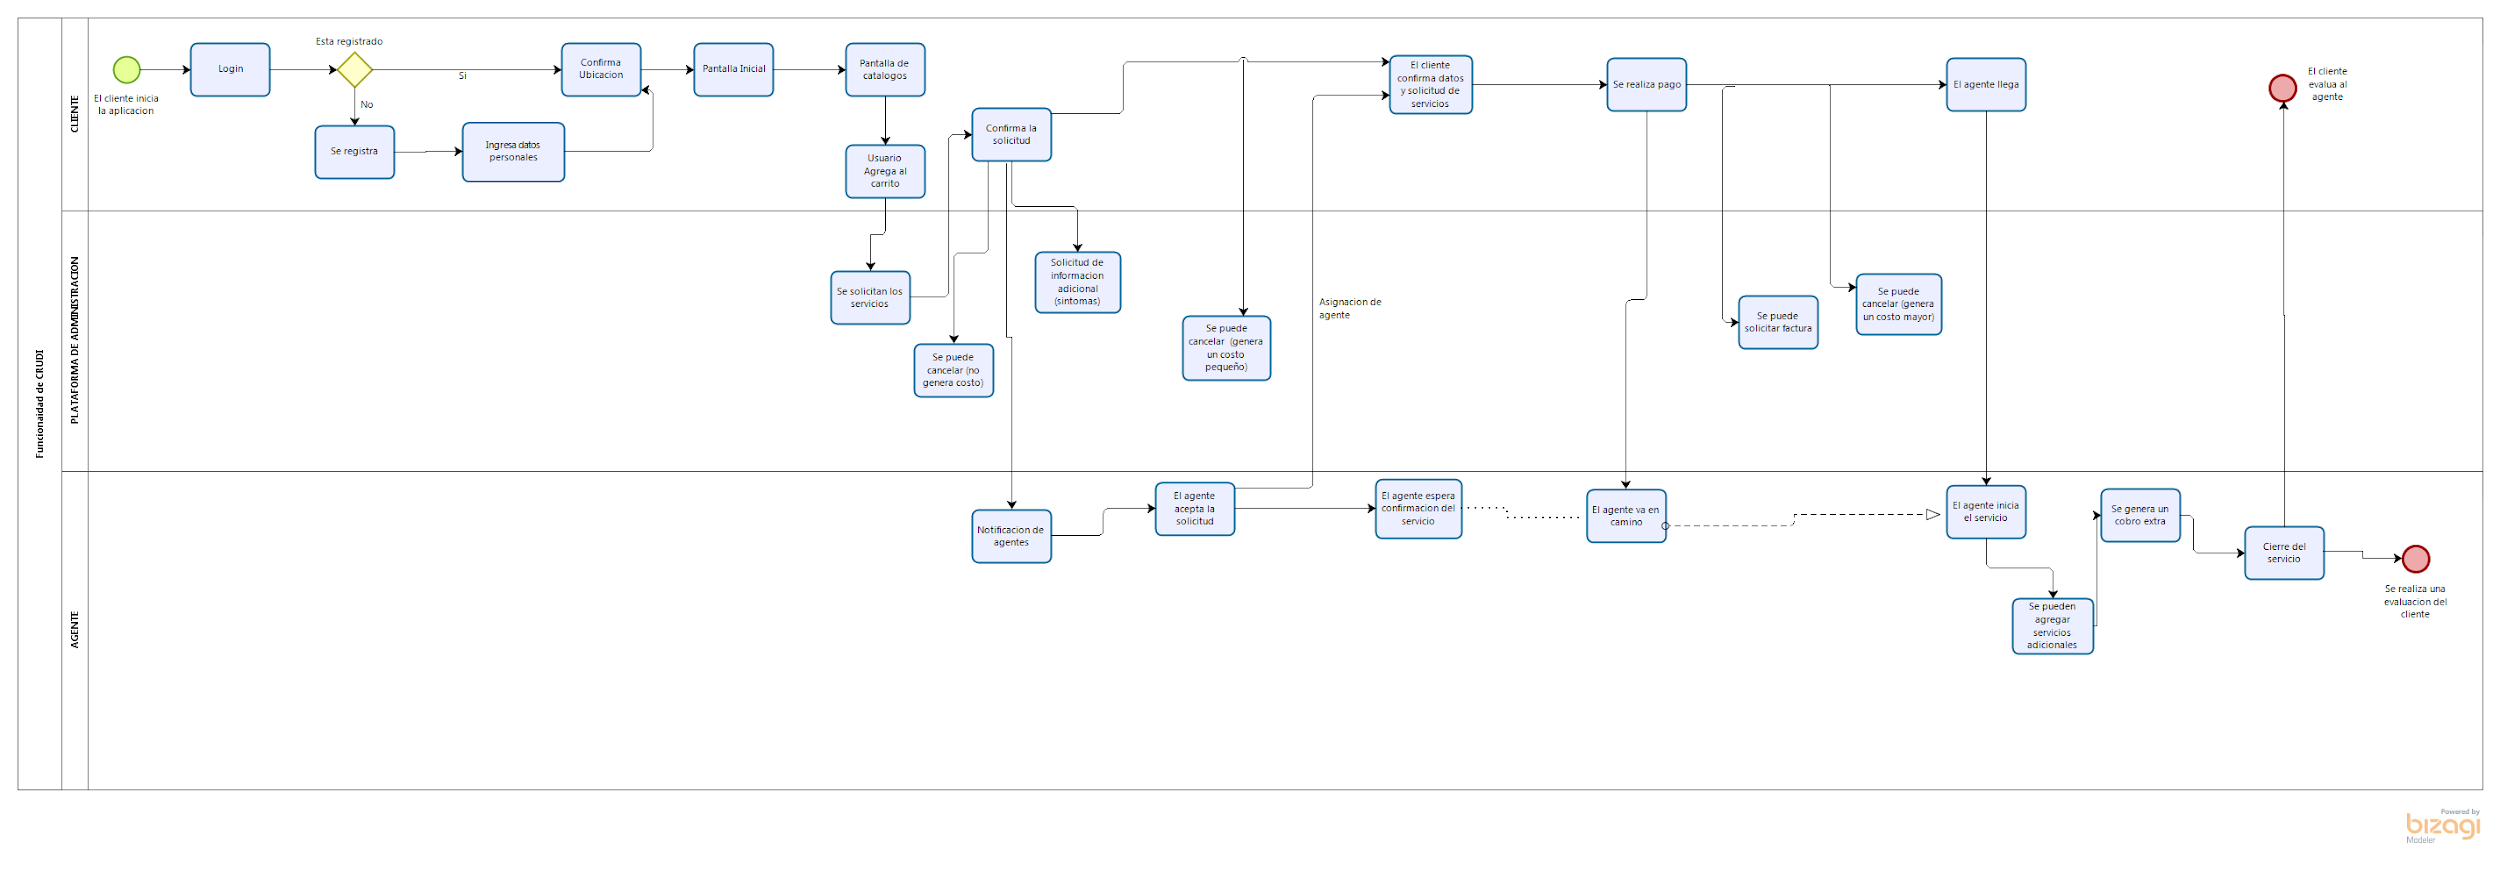 Funcionaidad de CRUDI
CLIENTE
El cliente inicia
la aplicacion
Login
Esta registrado
Si
No
Se registra
Ingresa datos
personales
Confirma
Ubicacion
Pantalla Inicial
Pantalla de
catalogos
Usuario
Agrega al
carrito
Confirma la
solicitud
El cliente
confirma datos
y solicitud de
servicios
Se realiza pago
El agente llega
El cliente
evalua al
agente
PLATAFORMA DE ADMINISTRACION
Se solicitan los
servicios
Se puede
cancelar (no
genera costo)
Solicitud de
informacion
adicional
(sintomas)
Se puede
cancelar (genera
un costo
pequeño)
Asignacion de
agente
Se puede
solicitar factura
Se puede
cancelar (genera
un costo mayor)
AGENTE
Notificacion de
agentes
El agente
acepta la
solicitud
El agente espera
confirmacion del
servicio
El agente va en
camino
El agente inicia
el servicio
Se pueden
agregar
servicios
adicionales
Se genera un
cobro extra
Cierre del
servicio
Se realiza una
evaluacion del
cliente
Powered by
bizagi
Modeler